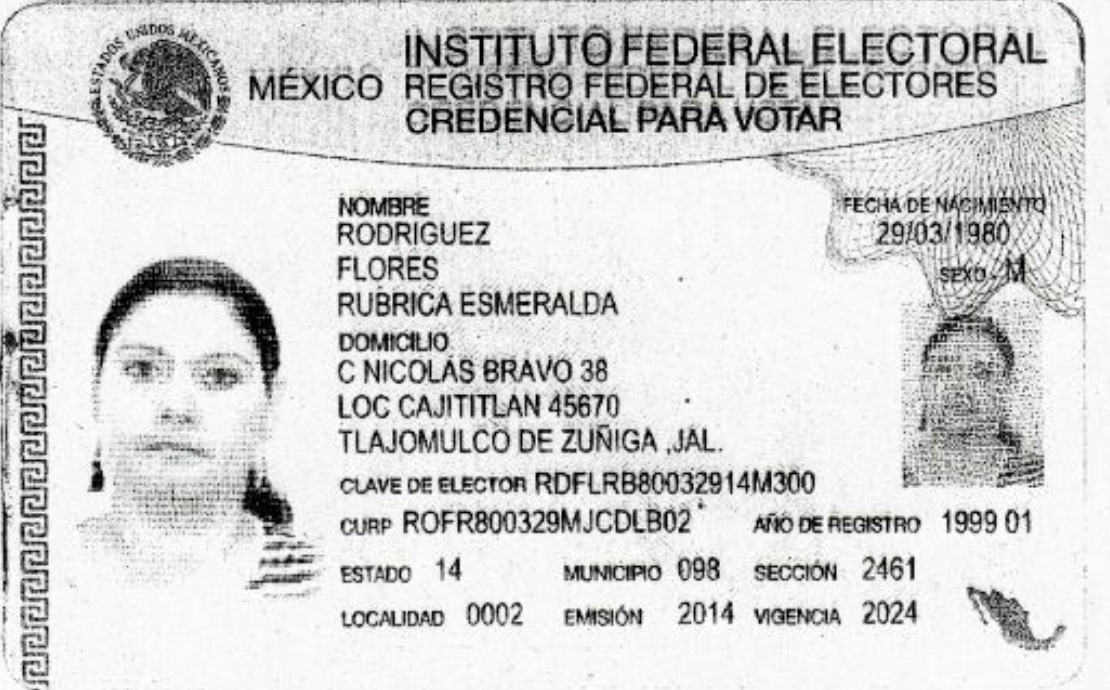 ESTADOS UNIDOS MEXICANOS
MÉXICO
INSTITUTO FEDERAL ELECTORAL
REGISTRO FEDERAL DE ELECTORES
CREDENCIAL PARA VOTAR
NOMBRE
RODRIGUEZ
FLORES
RUBRICA ESMERALDA
FECHA DE NACIMIENTO
29/03/1980
SEXO M
DOMICILIO
C NICOLAS BRAVO 38
LOC CAJITITLAN 45670
TLAJOMULCO DE ZUÑIGA ,JAL.
CLAVE DE ELECTOR RDFLRB80032914M300
CURP ROFR800329MJCDLB02 AÑO DE REGISTRO 1999 01
ESTADO 14 MUNICIPIO 098 SECCIÓN 2461
LOCALIDAD 0002 EMISIÓN 2014 VIGENCIA 2024